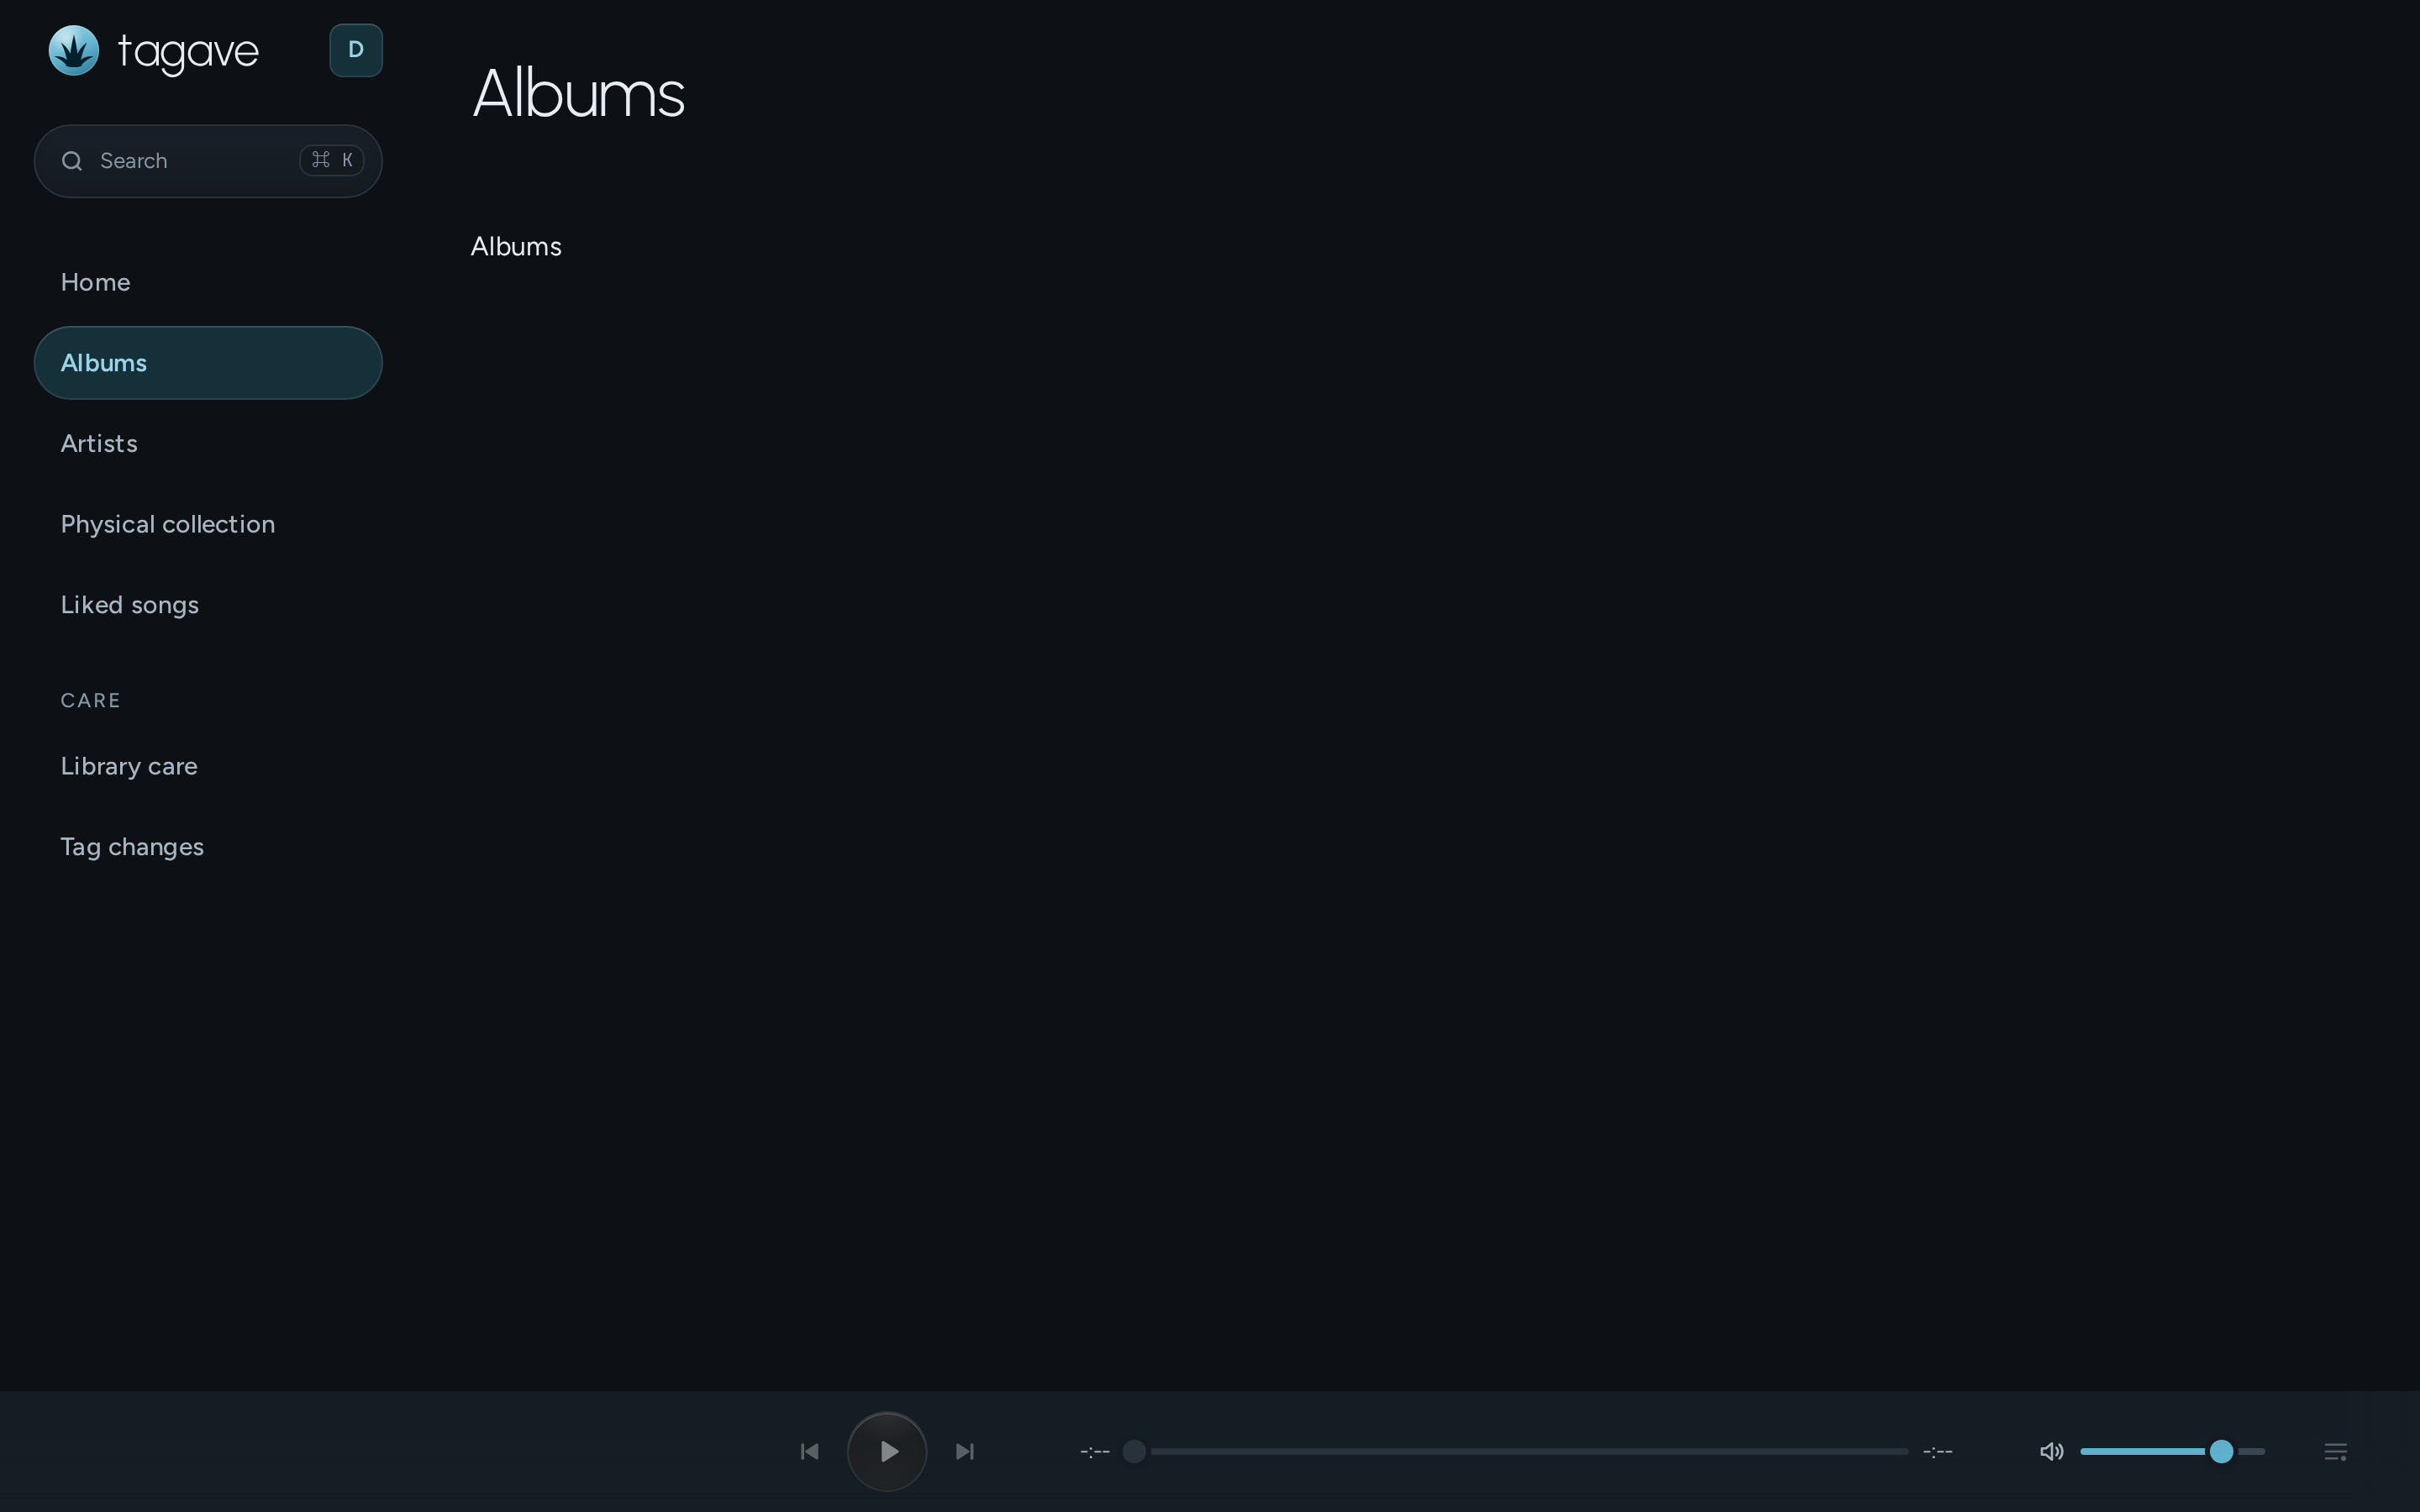 tagave
D
Search
⌘ K
Home
Albums
Artists
Physical collection
Liked songs
CARE
Library care
Tag changes
Albums
Albums
-:--
-:--